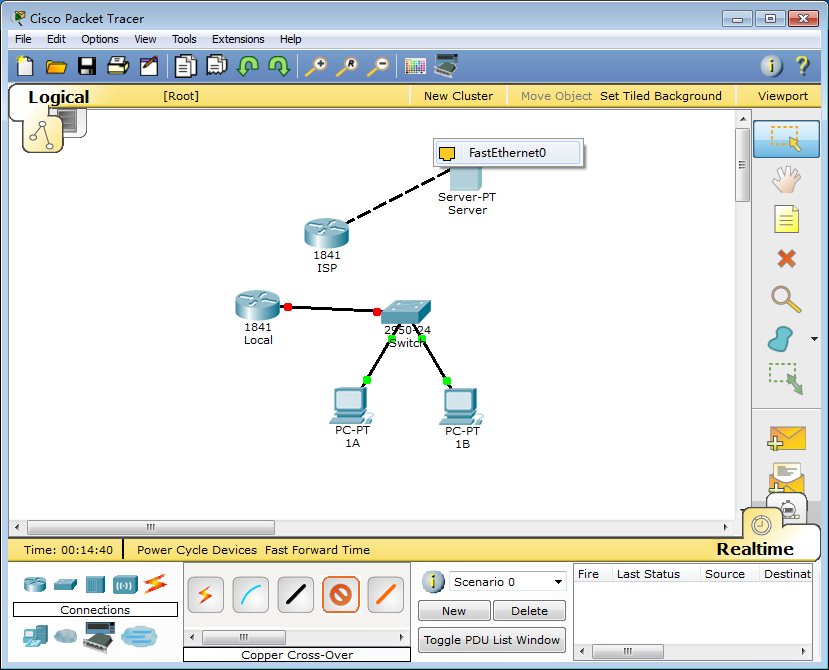 Cisco Packet Tracer
File Edit Options View Tools Extensions Help
Logical [Root] New Cluster Move Object Set Tiled Background Viewport
FastEthernet0
Server-PT
Server
1841
ISP
1841
Local
2950-24
Switch
PC-PT
1A
PC-PT
1B
Time: 00:14:40 Power Cycle Devices Fast Forward Time
Realtime
Connections
Copper Cross-Over
Scenario 0
New Delete
Toggle PDU List Window
Fire Last Status Source Destinat